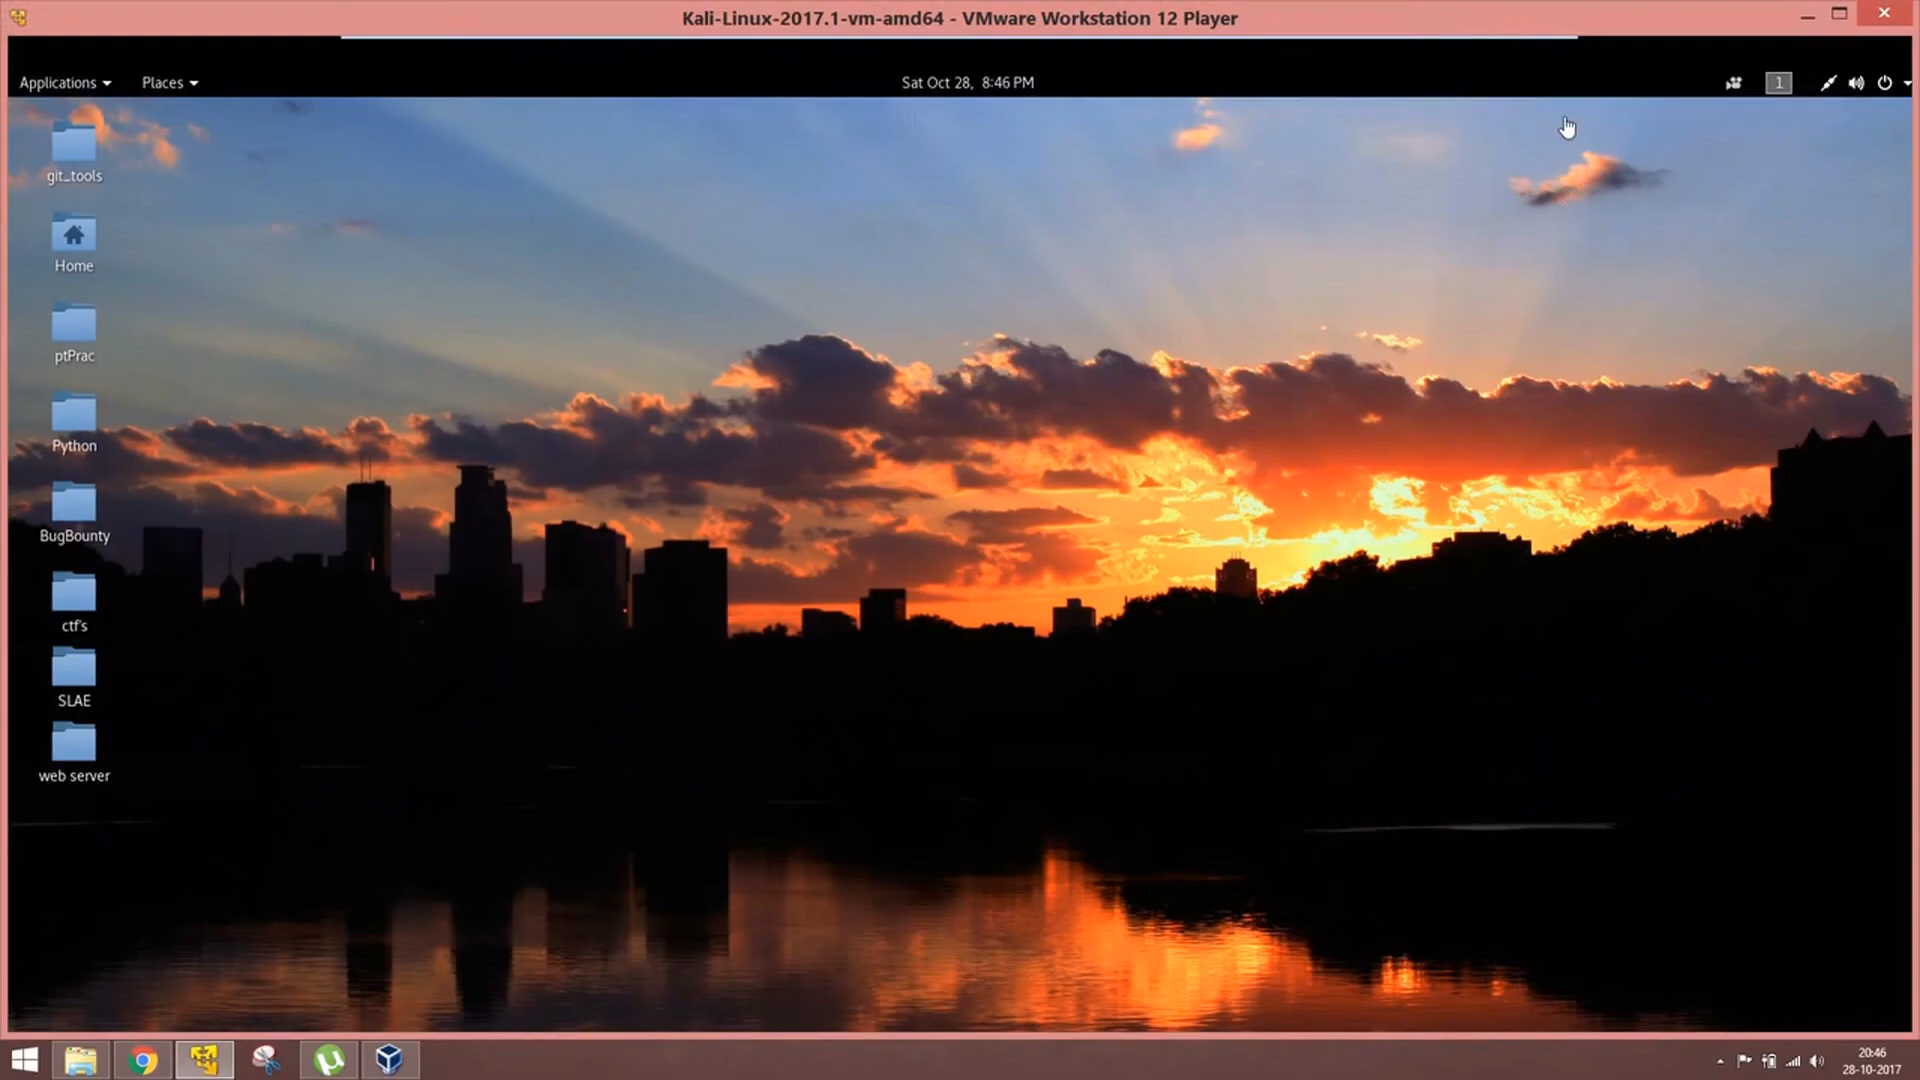 Kali-Linux-2017.1-vm-amd64 - VMware Workstation 12 Player
Applications Places Sat Oct 28, 8:46 PM 1
git_tools
Home
ptPrac
Python
BugBounty
ctf's
SLAE
web server
20:46
28-10-2017